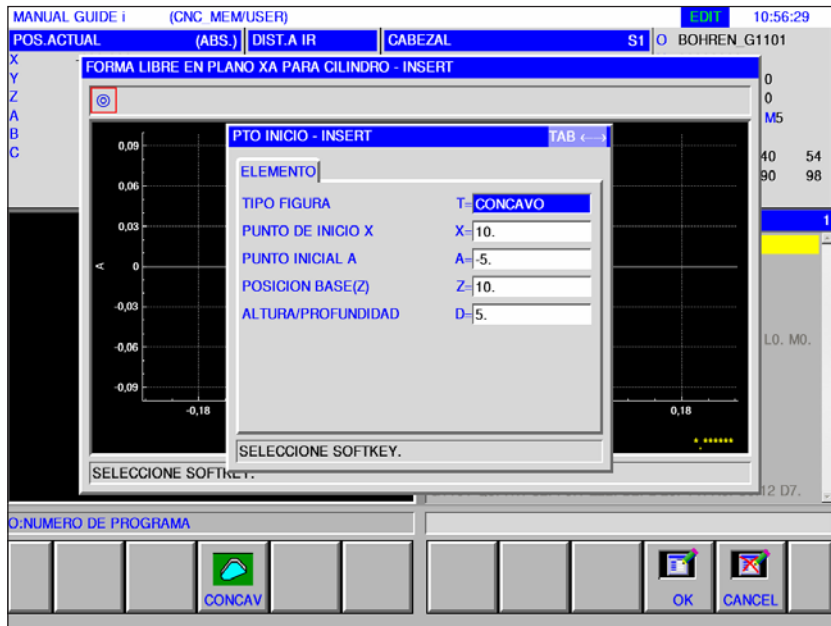 MANUAL GUIDE i (CNC_MEM/USER) EDIT 10:56:29
POS.ACTUAL (ABS.) DIST.A IR CABEZAL S1 O BOHREN_G1101
FORMA LIBRE EN PLANO XA PARA CILINDRO - INSERT
X
Y
Z
A
B
C
0
0
M5
40 54
90 98
1
PTO INICIO - INSERT TAB
ELEMENTO
TIPO FIGURA T= CONCAVO
PUNTO DE INICIO X X= 10.
PUNTO INICIAL A A= -5.
POSICION BASE(Z) Z= 10.
ALTURA/PROFUNDIDAD D= 5.
SELECCIONE SOFTKEY.
0,09
0,06
0,03
A 0
-0,03
-0,06
-0,09
-0,18 0,18
*.******
L0. M0.
SELECCIONE SOFTKEY.
12 D7.
O:NUMERO DE PROGRAMA
CONCAV OK CANCEL